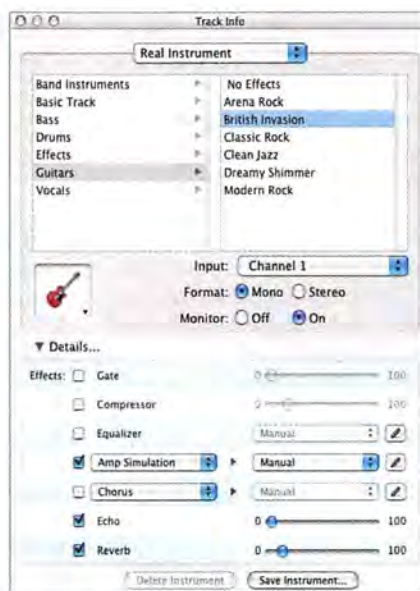 Track Info
Real Instrument
Band Instruments
Basic Track
Bass
Drums
Effects
Guitars
Vocals
No Effects
Arena Rock
British Invasion
Classic Rock
Clean Jazz
Dreamy Shimmer
Modern Rock
Input: Channel 1
Format: Mono Stereo
Monitor: Off On
Details...
Effects: Gate 0 100
Compressor 0 100
Equalizer Manual
Amp Simulation Manual
Chorus Manual
Echo 0 100
Reverb 0 100
Delete Instrument Save Instrument...